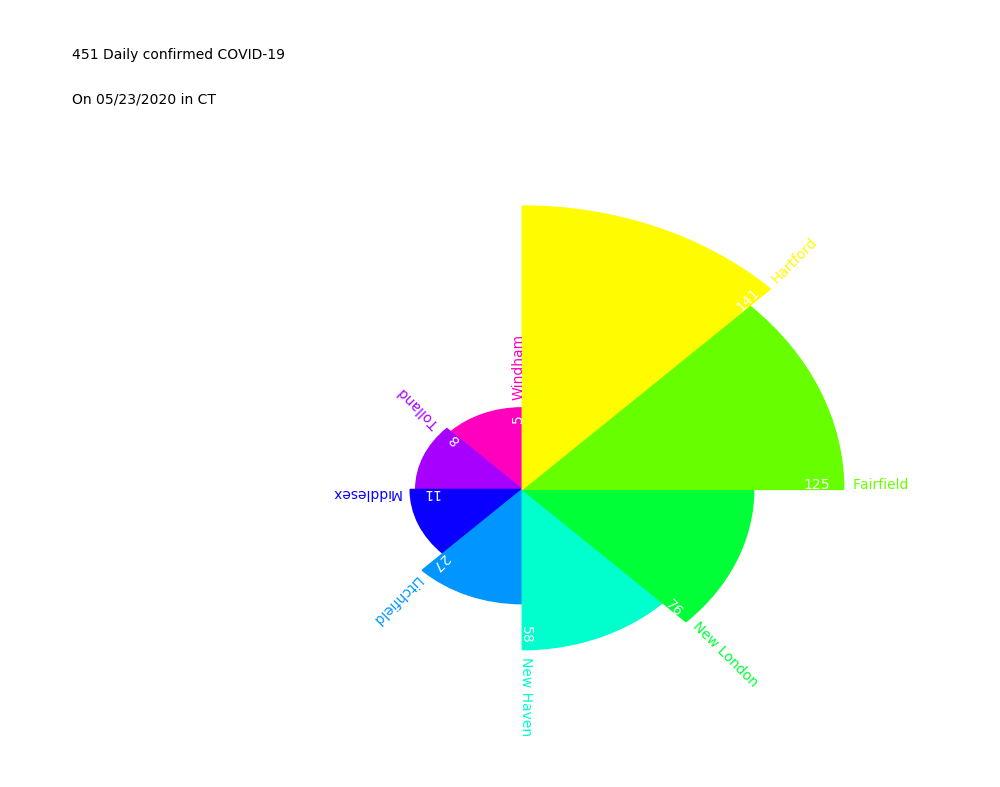 451 Daily confirmed COVID-19
On 05/23/2020 in CT
Hartford
141
Fairfield
125
New London
76
New Haven
58
Litchfield
27
Middlesex
11
Tolland
8
Windham
5